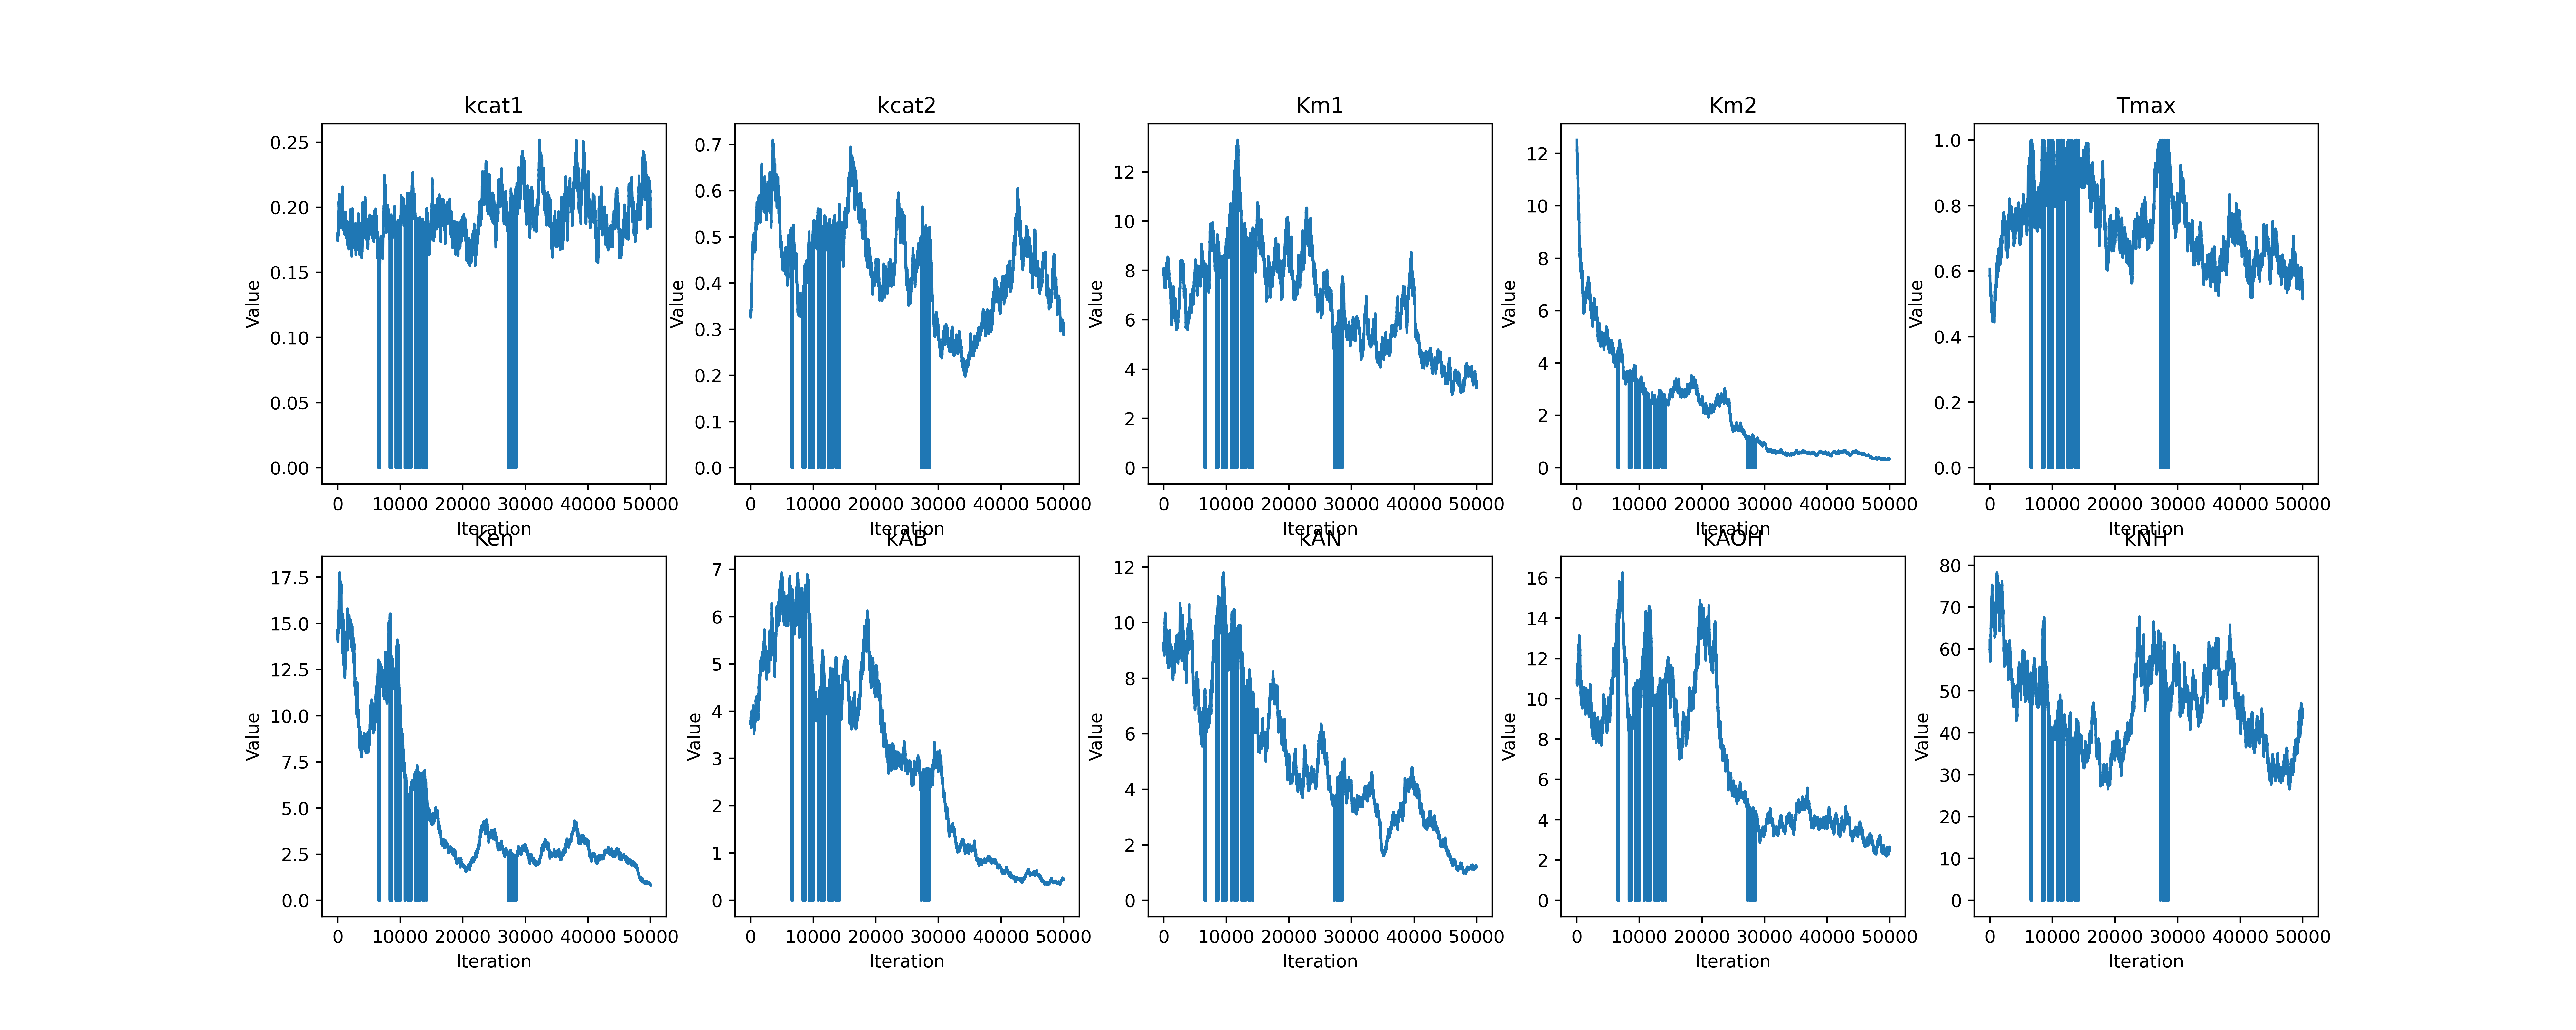 kcat1 kcat2 Km1 Km2 Tmax
0.25 0.7 12 12 1.0
0.20 0.6 10 10 0.8
0.15 0.5 8 8 0.6
0.10 0.4 6 6 0.4
0.05 0.3 4 4 0.2
0.00 0.2 2 2 0.0
0.1 0 0
0.0
Value Value Value Value Value
0 10000 20000 30000 40000 50000 0 10000 20000 30000 40000 50000 0 10000 20000 30000 40000 50000 0 10000 20000 30000 40000 50000 0 10000 20000 30000 40000 50000
Iteration Iteration Iteration Iteration Iteration
Ken kAB kAN kAOH kNH
17.5 7 12 16 80
15.0 6 10 14 70
12.5 5 8 12 60
10.0 4 6 10 50
7.5 3 4 8 40
5.0 2 2 6 30
2.5 1 0 4 20
0.0 0 2 10
0 0
Value Value Value Value Value
0 10000 20000 30000 40000 50000 0 10000 20000 30000 40000 50000 0 10000 20000 30000 40000 50000 0 10000 20000 30000 40000 50000 0 10000 20000 30000 40000 50000
Iteration Iteration Iteration Iteration Iteration